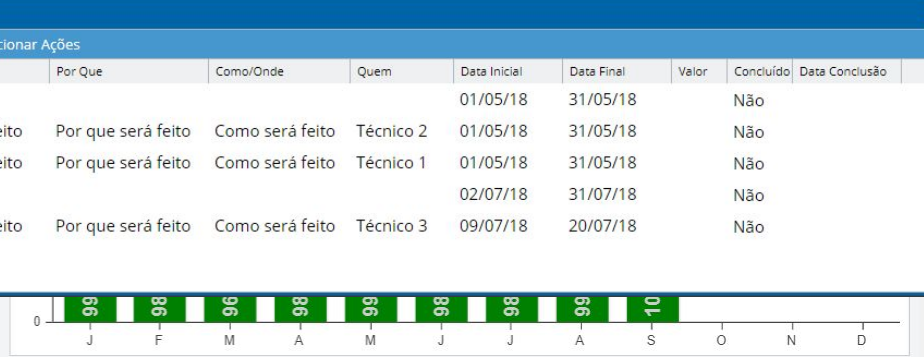 cionar Ações
Por Que Como/Onde Quem Data Inicial Data Final Valor Concluído Data Conclusão
01/05/18 31/05/18 Não
eito Por que será feito Como será feito Técnico 2 01/05/18 31/05/18 Não
eito Por que será feito Como será feito Técnico 1 01/05/18 31/05/18 Não
02/07/18 31/07/18 Não
eito Por que será feito Como será feito Técnico 3 09/07/18 20/07/18 Não
99 98 96 98 99 98 98 99 10
0
J F M A M J J A S O N D